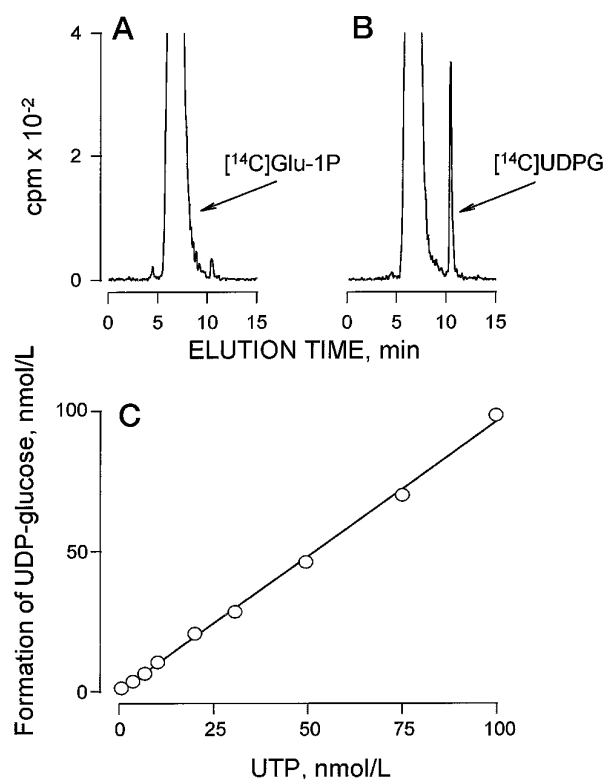 A
B
4
2
0
cpm x 10-2
[14C]Glu-1P
[14C]UDPG
0 5 10 15
0 5 10 15
ELUTION TIME, min
C
100
50
0
Formation of UDP-glucose, nmol/L
0 25 50 75 100
UTP, nmol/L